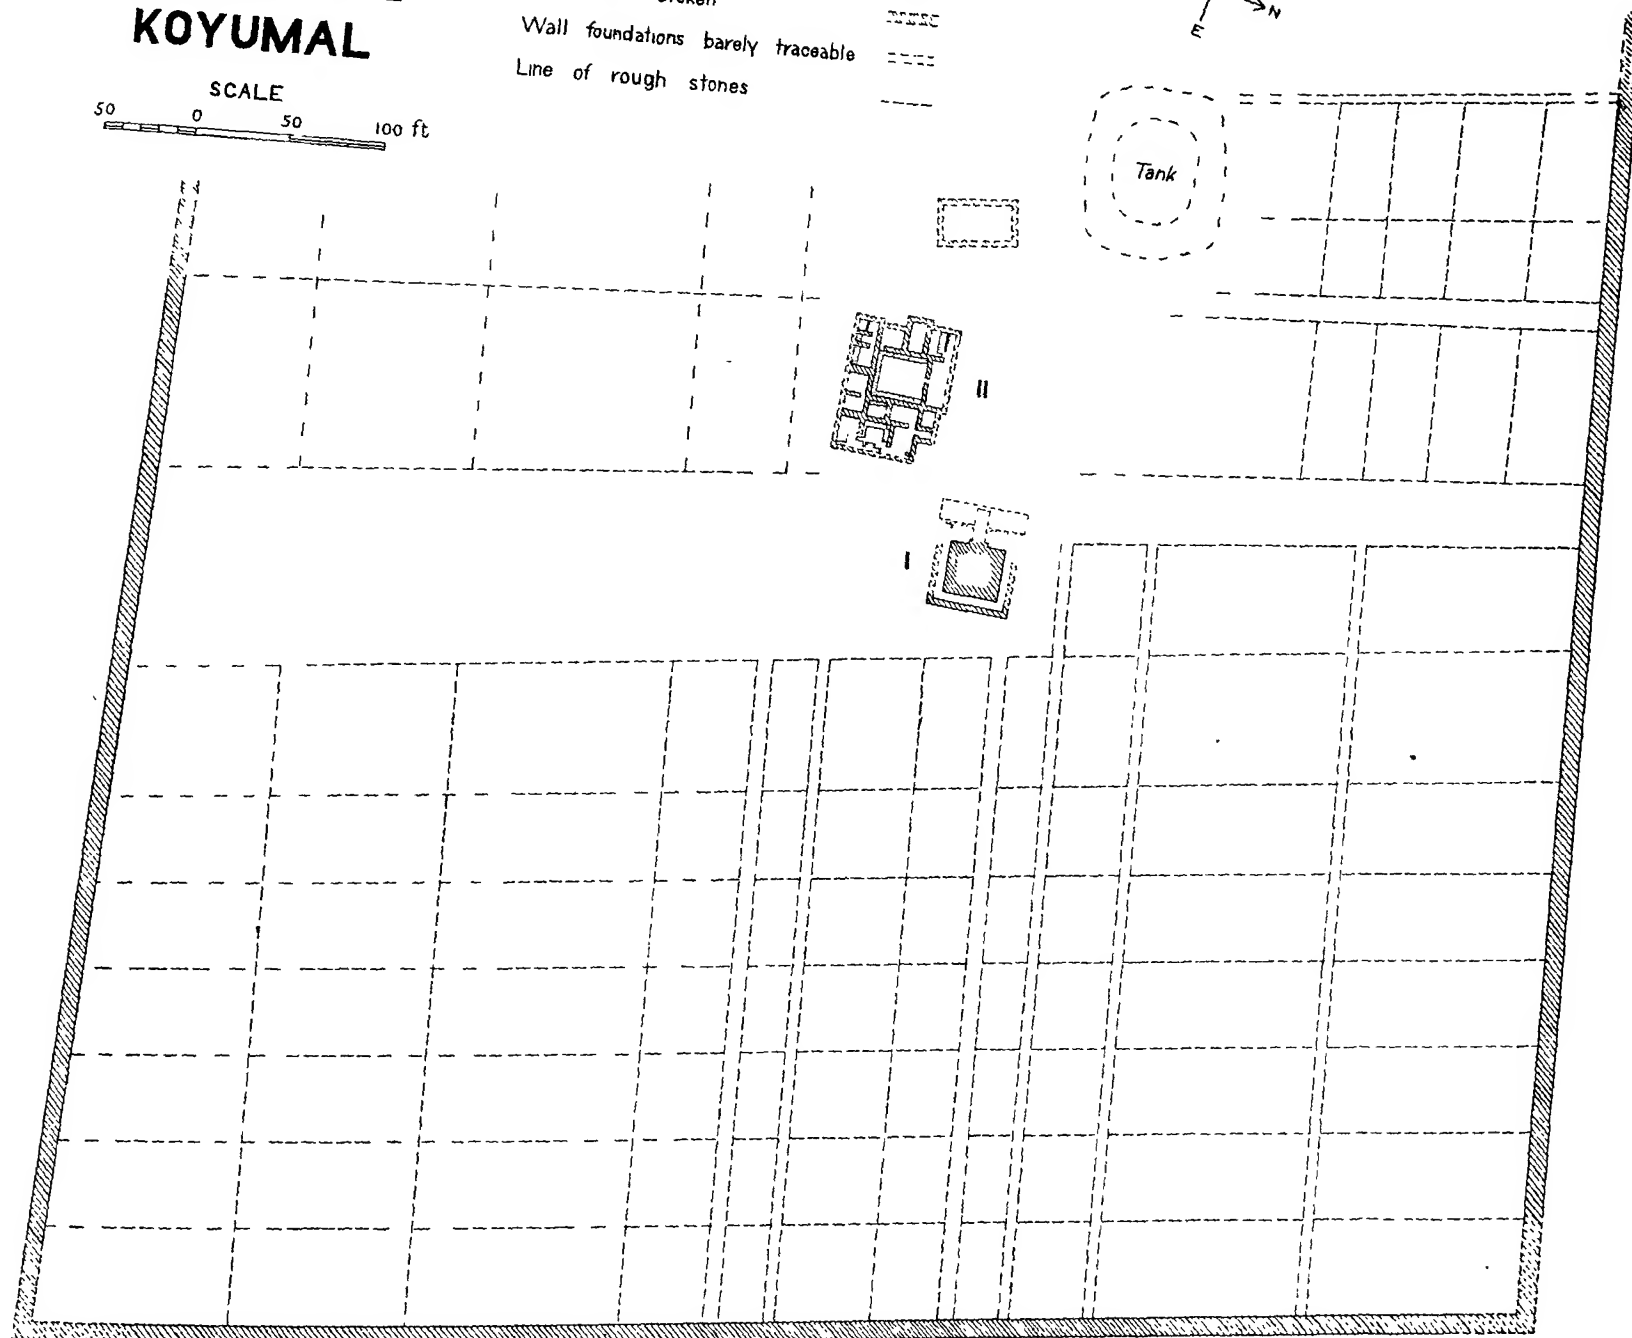 KOYUMAL
SCALE
50 0 50 100 ft
Wall foundations barely traceable
Line of rough stones
E
N
Tank
II
I